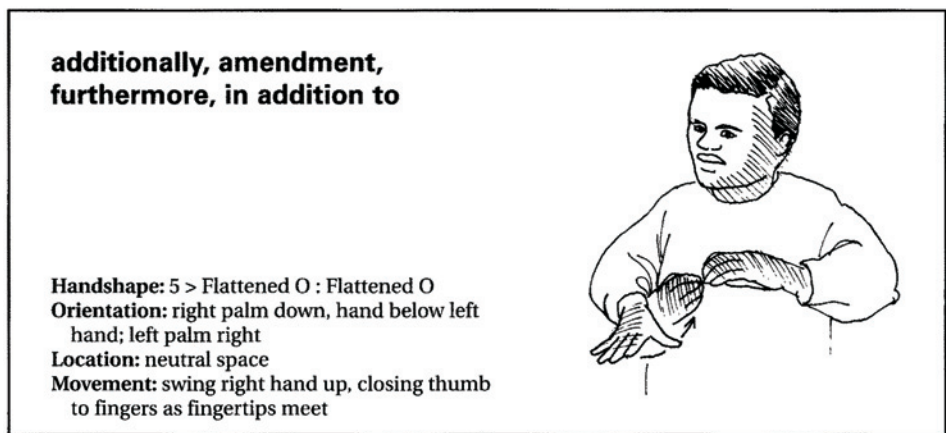 additionally, amendment,
furthermore, in addition to
Handshape: 5 > Flattened O : Flattened O
Orientation: right palm down, hand below left
hand; left palm right
Location: neutral space
Movement: swing right hand up, closing thumb
to fingers as fingertips meet